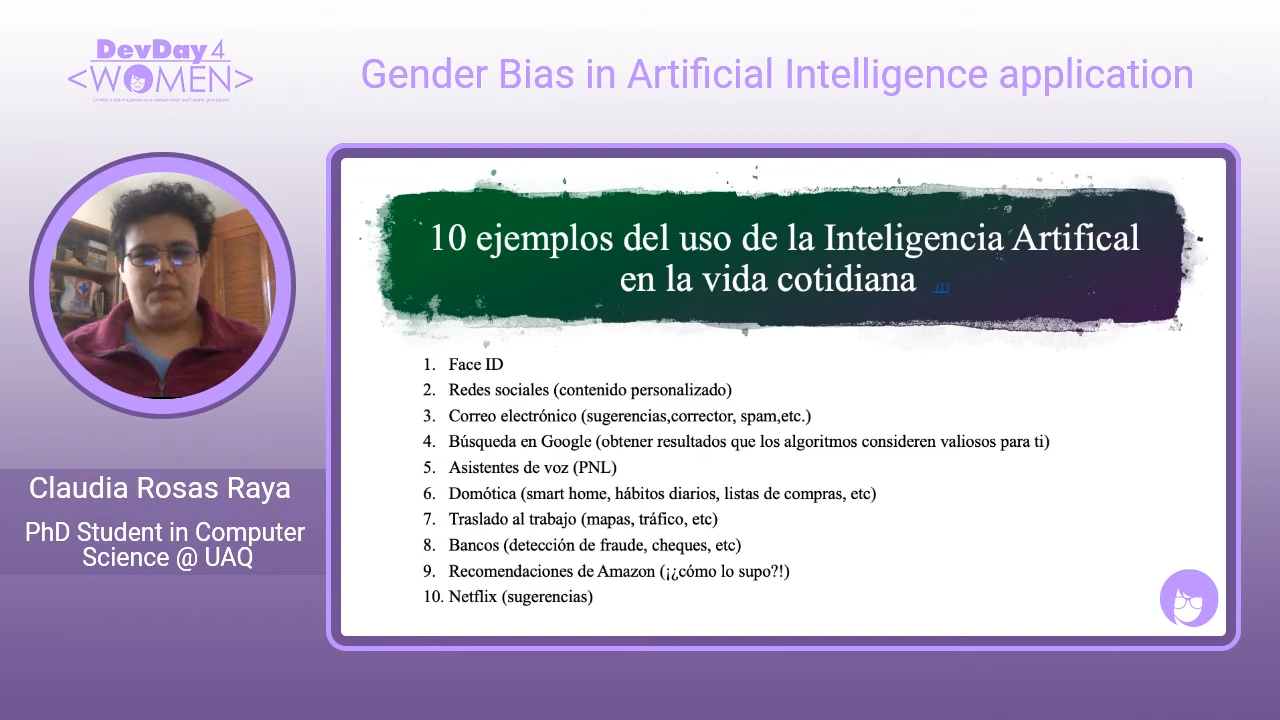 DevDay4
<WOMEN>
Gender Bias in Artificial Intelligence application
10 ejemplos del uso de la Inteligencia Artifical
en la vida cotidiana (1)
1. Face ID
2. Redes sociales (contenido personalizado)
3. Correo electrónico (sugerencias,corrector, spam,etc.)
4. Búsqueda en Google (obtener resultados que los algoritmos consideren valiosos para ti)
5. Asistentes de voz (PNL)
6. Domótica (smart home, hábitos diarios, listas de compras, etc)
7. Traslado al trabajo (mapas, tráfico, etc)
8. Bancos (detección de fraude, cheques, etc)
9. Recomendaciones de Amazon (¡¿cómo lo supo?!)
10. Netflix (sugerencias)
Claudia Rosas Raya
PhD Student in Computer
Science @ UAQ